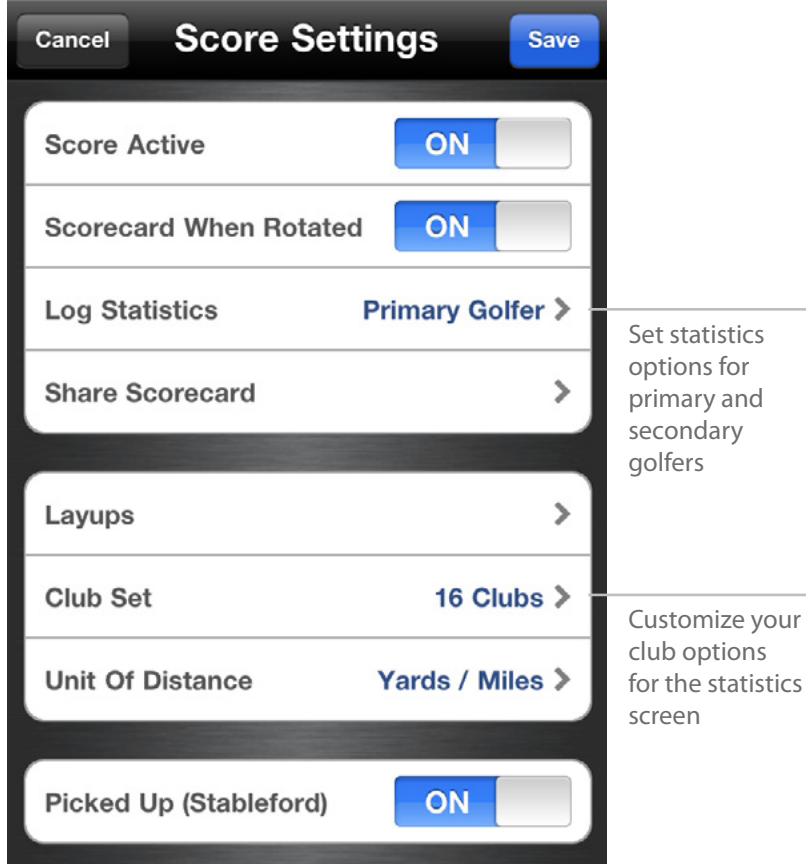 Cancel Score Settings Save
Score Active ON
Scorecard When Rotated ON
Log Statistics Primary Golfer
Set statistics
options for
primary and
secondary
golfers
Share Scorecard
Layups
Club Set 16 Clubs
Customize your
club options
for the statistics
screen
Unit Of Distance Yards / Miles
Picked Up (Stableford) ON